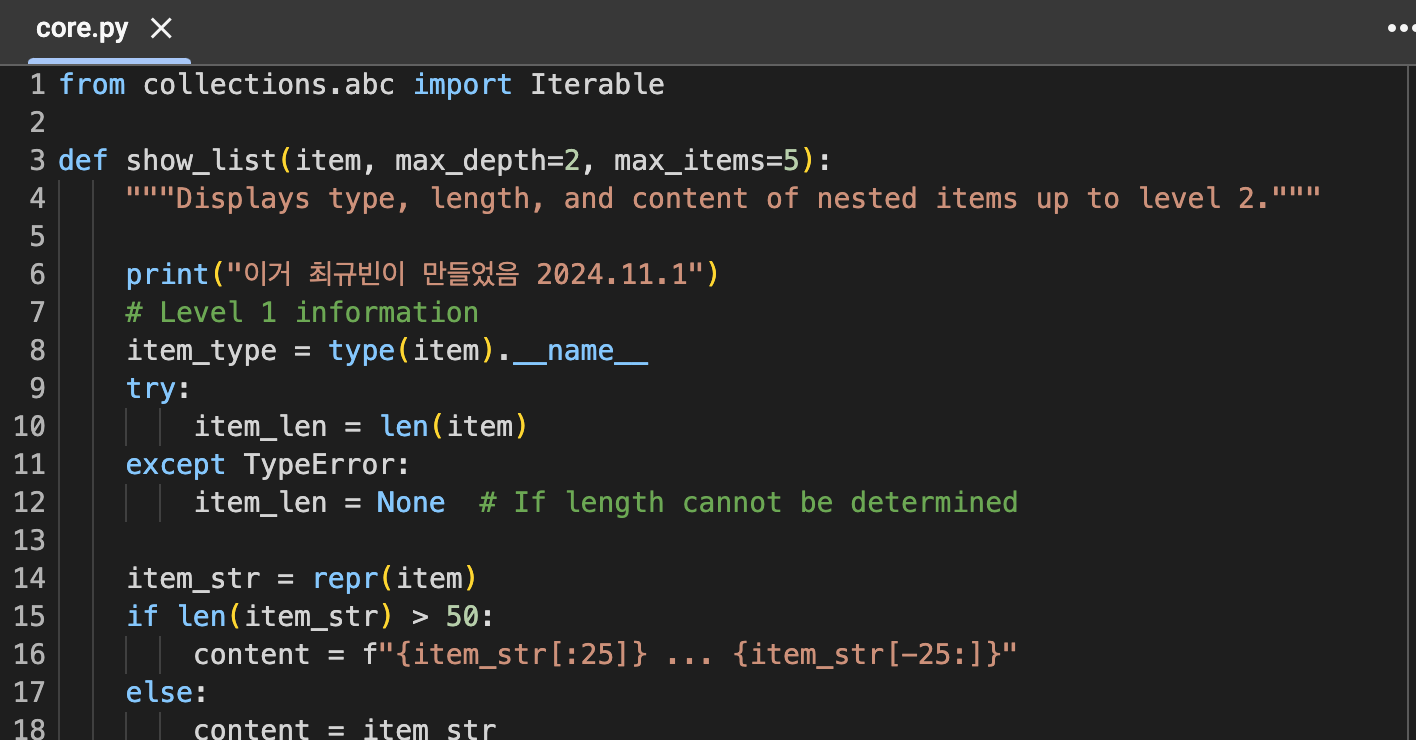 core.py
1 from collections.abc import Iterable
2
3 def show_list(item, max_depth=2, max_items=5):
4     """Displays type, length, and content of nested items up to level 2."""
5
6     print("이거 최규빈이 만들었음 2024.11.1")
7     # Level 1 information
8     item_type = type(item).__name__
9     try:
10         item_len = len(item)
11     except TypeError:
12         item_len = None  # If length cannot be determined
13
14     item_str = repr(item)
15     if len(item_str) > 50:
16         content = f"{item_str[:25]} ... {item_str[-25:]}"
17     else:
18         content = item_str